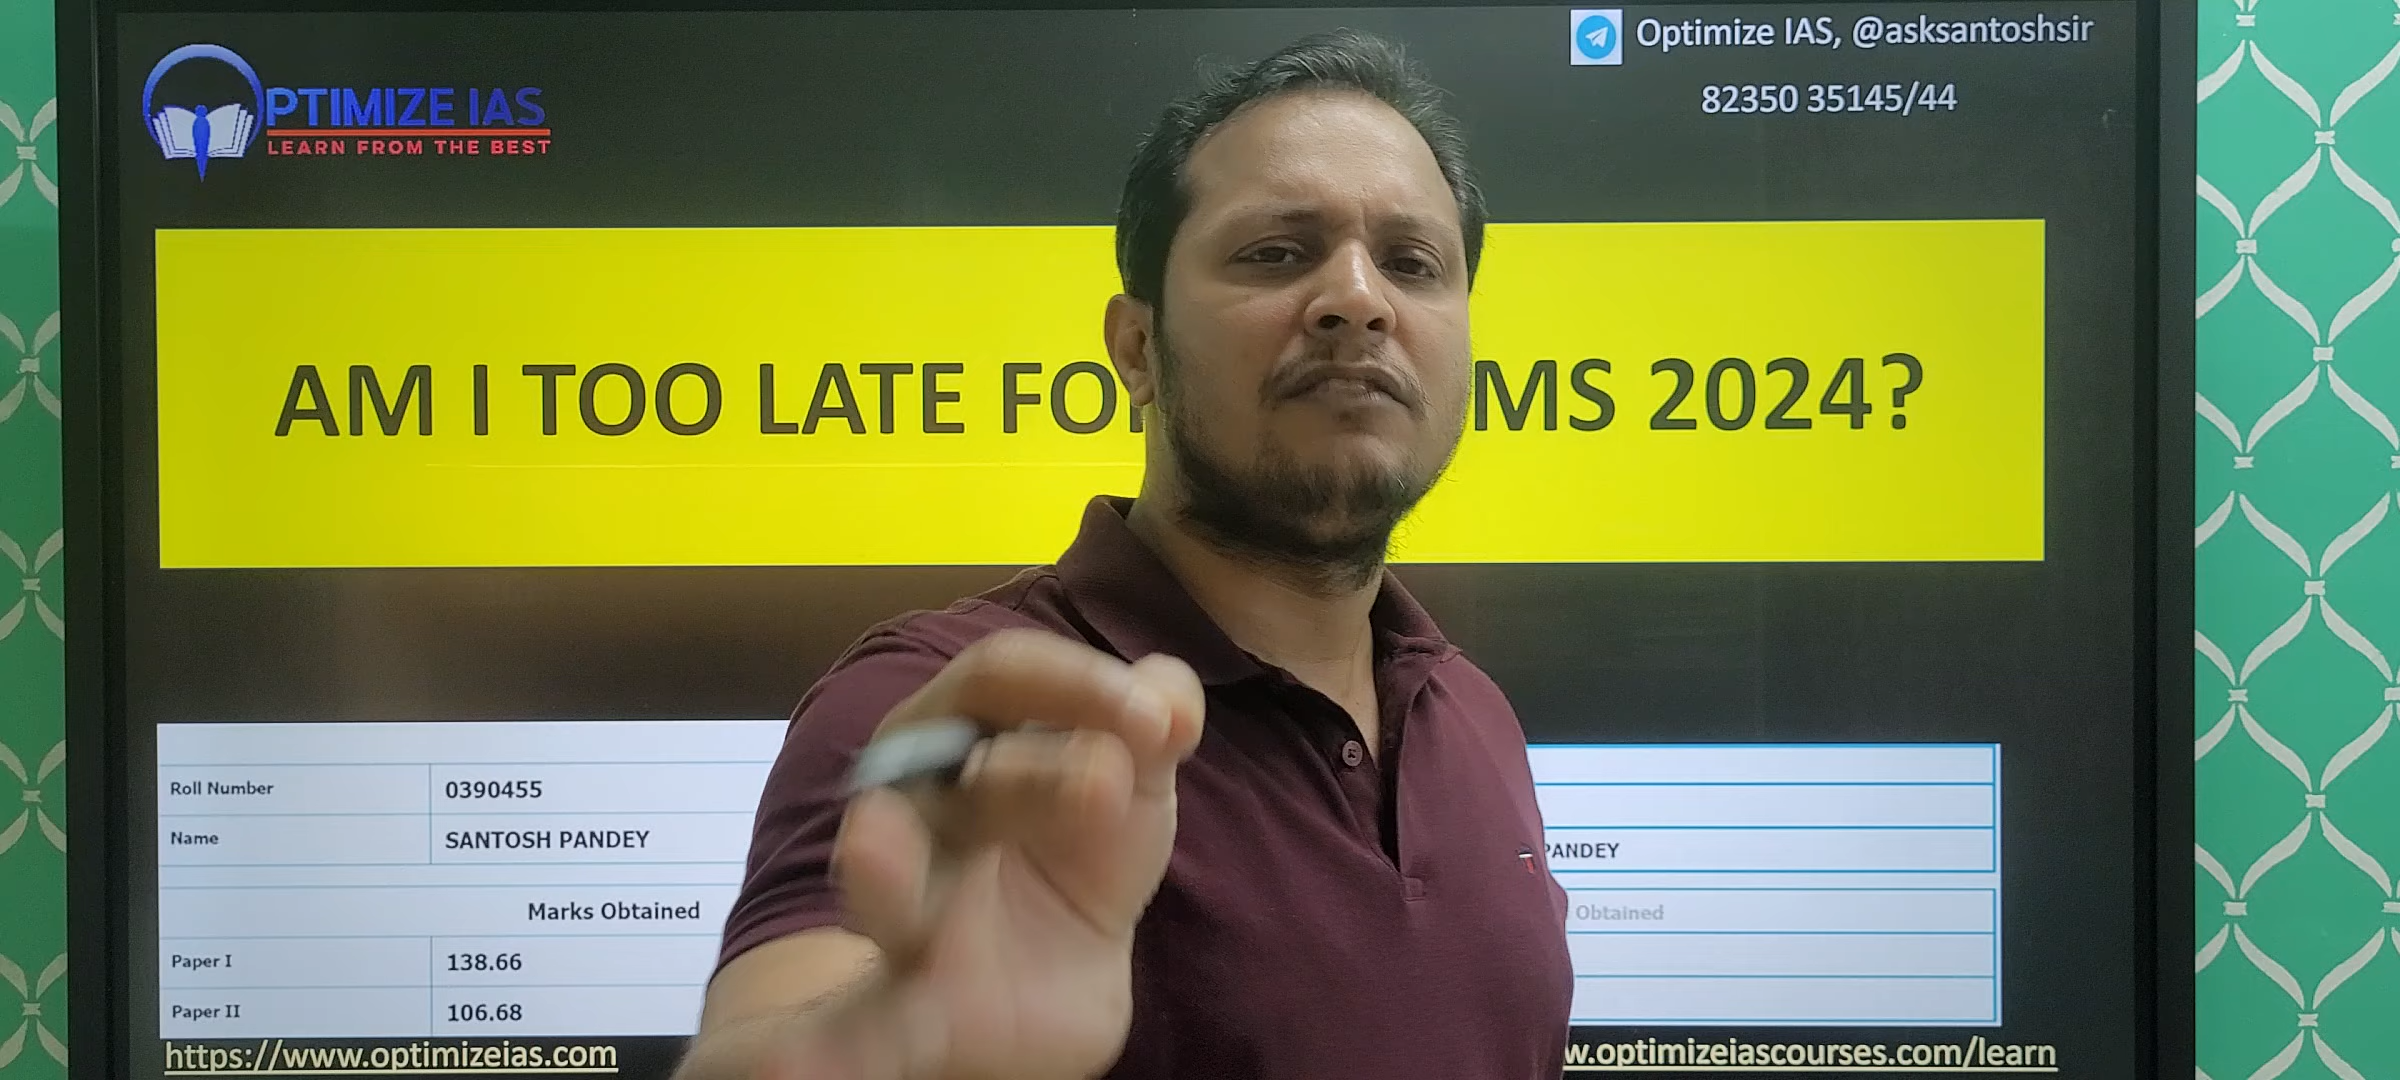 PTIMIZE IAS
LEARN FROM THE BEST
Optimize IAS, @asksantoshsir
82350 35145/44
AM I TOO LATE FO MS 2024?
Roll Number 0390455
Name SANTOSH PANDEY
Marks Obtained
Paper I 138.66
Paper II 106.68
PANDEY
Obtained
https://www.optimizeias.com
w.optimizeiascourses.com/learn